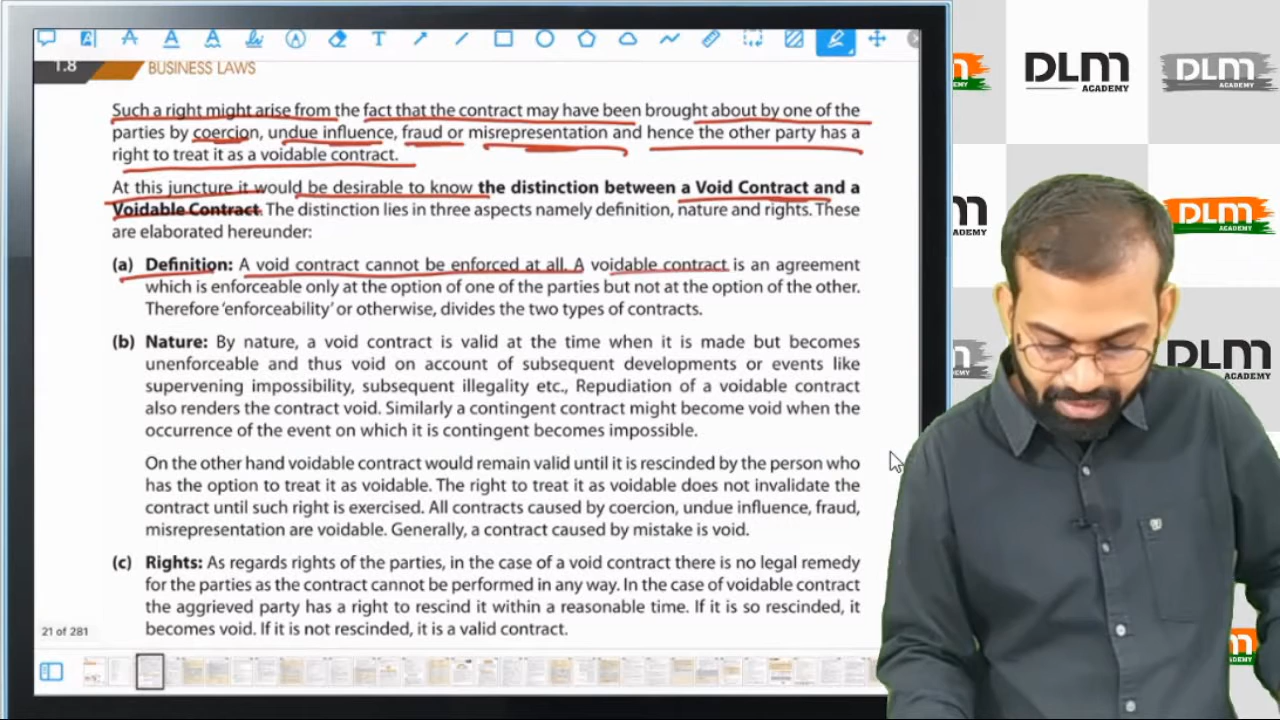 1.8 BUSINESS LAWS
Such a right might arise from the fact that the contract may have been brought about by one of the
parties by coercion, undue influence, fraud or misrepresentation and hence the other party has a
right to treat it as a voidable contract.
At this juncture it would be desirable to know the distinction between a Void Contract and a
Voidable Contract. The distinction lies in three aspects namely definition, nature and rights. These
are elaborated hereunder:
(a) Definition: A void contract cannot be enforced at all. A voidable contract is an agreement
which is enforceable only at the option of one of the parties but not at the option of the other.
Therefore 'enforceability' or otherwise, divides the two types of contracts.
(b) Nature: By nature, a void contract is valid at the time when it is made but becomes
unenforceable and thus void on account of subsequent developments or events like
supervening impossibility, subsequent illegality etc., Repudiation of a voidable contract
also renders the contract void. Similarly a contingent contract might become void when the
occurrence of the event on which it is contingent becomes impossible.
On the other hand voidable contract would remain valid until it is rescinded by the person who
has the option to treat it as voidable. The right to treat it as voidable does not invalidate the
contract until such right is exercised. All contracts caused by coercion, undue influence, fraud,
misrepresentation are voidable. Generally, a contract caused by mistake is void.
(c) Rights: As regards rights of the parties, in the case of a void contract there is no legal remedy
for the parties as the contract cannot be performed in any way. In the case of voidable contract
the aggrieved party has a right to rescind it within a reasonable time. If it is so rescinded, it
becomes void. If it is not rescinded, it is a valid contract.
21 of 281
DLM
ACADEMY
DLM
ACADEMY
DLM
ACADEMY
DLM
ACADEMY
ACADEMY